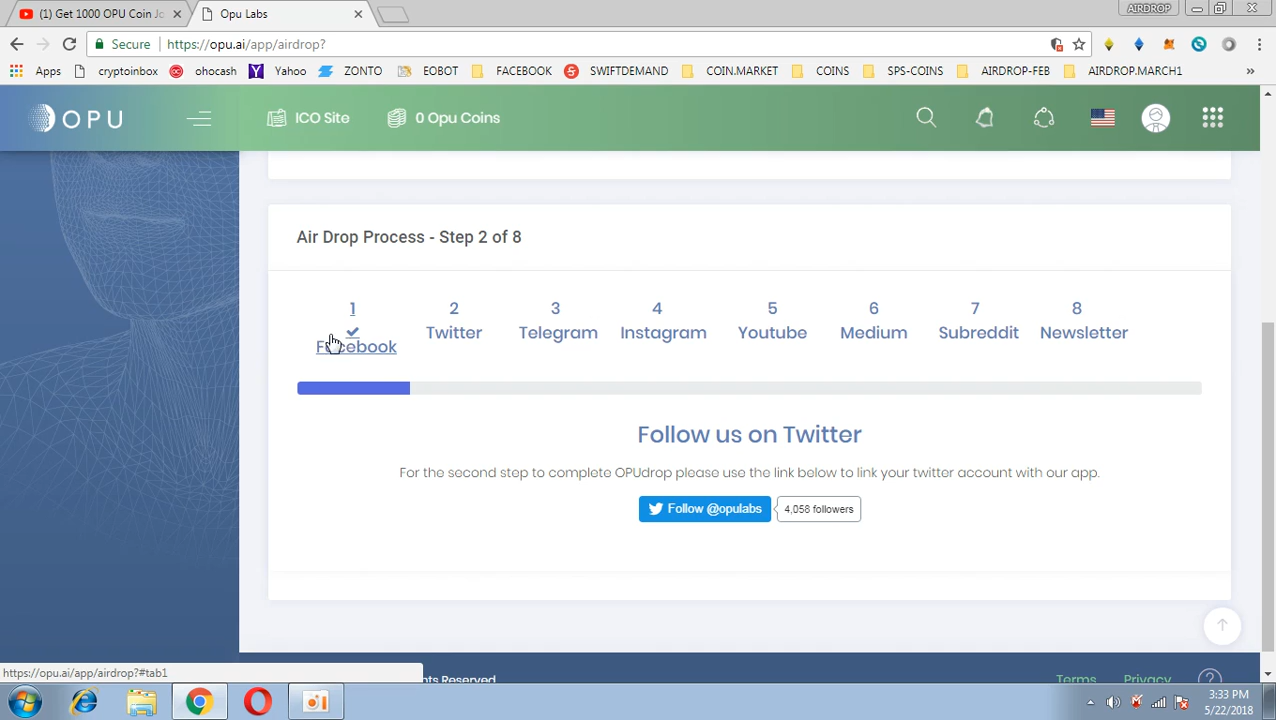 (1) Get 1000 OPU Coin Jo
Opu Labs
AIRDROP
Secure
https://opu.ai/app/airdrop?
Apps
cryptoinbox
ohocash
Yahoo
ZONTO
EOBOT
FACEBOOK
SWIFTDEMAND
COIN.MARKET
COINS
SPS-COINS
AIRDROP-FEB
AIRDROP.MARCH1
»
OPU
ICO Site
0 Opu Coins
Air Drop Process - Step 2 of 8
1
2
3
4
5
6
7
8
Facebook
Twitter
Telegram
Instagram
Youtube
Medium
Subreddit
Newsletter
Follow us on Twitter
For the second step to complete OPUdrop please use the link below to link your twitter account with our app.
Follow @opulabs
4,058 followers
https://opu.ai/app/airdrop?#tab1
hts Reserved
Terms
Privacy
?
3:33 PM
5/22/2018